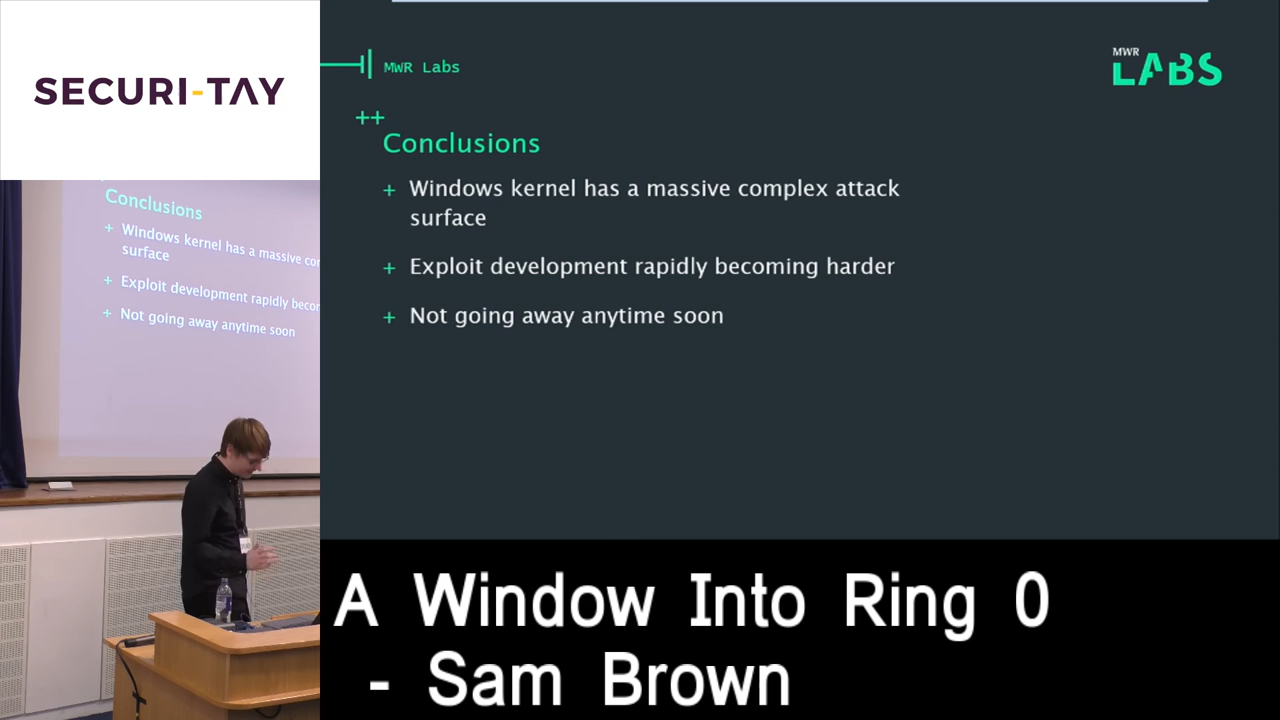 SECURI-TAY
MWR Labs
MWR
LABS
++
Conclusions
+ Windows kernel has a massive complex attack
surface
+ Exploit development rapidly becoming harder
+ Not going away anytime soon
Conclusions
+ Windows kernel has a massive
surface
+ Exploit development rapidly
+ Not going away anytime soon
A Window Into Ring 0
- Sam Brown